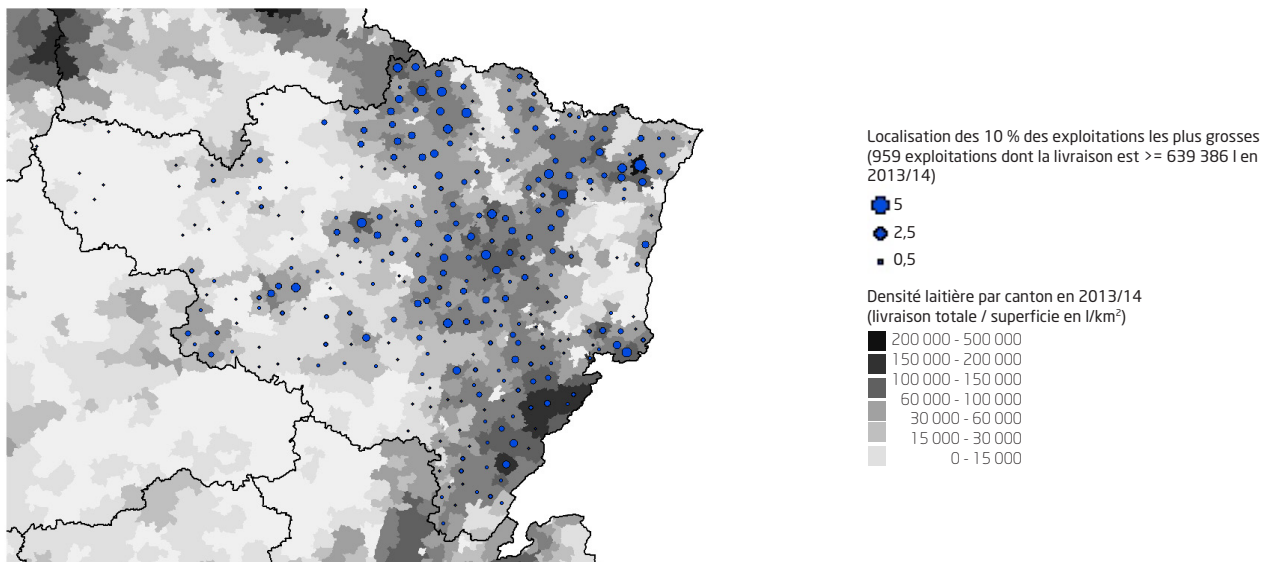 Localisation des 10 % des exploitations les plus grosses
(959 exploitations dont la livraison est >= 639 386 l en
2013/14)
5
2,5
0,5
Densité laitière par canton en 2013/14
(livraison totale / superficie en l/km²)
200 000 - 500 000
150 000 - 200 000
100 000 - 150 000
60 000 - 100 000
30 000 - 60 000
15 000 - 30 000
0 - 15 000